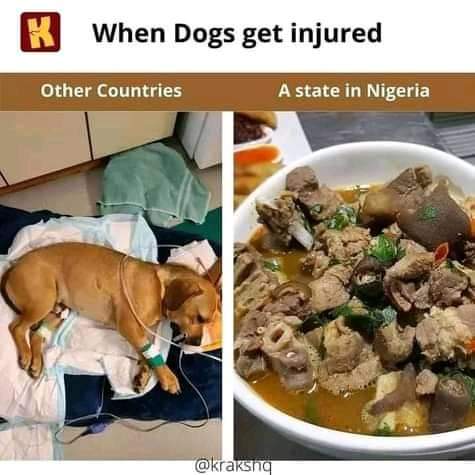 K
When Dogs get injured
Other Countries
A state in Nigeria
@krakshq